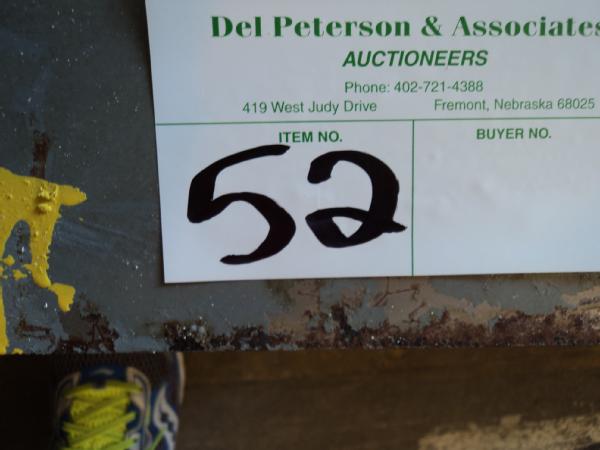 Del Peterson & Associates
AUCTIONEERS
Phone: 402-721-4388
419 West Judy Drive Fremont, Nebraska 68025
ITEM NO. BUYER NO.
52